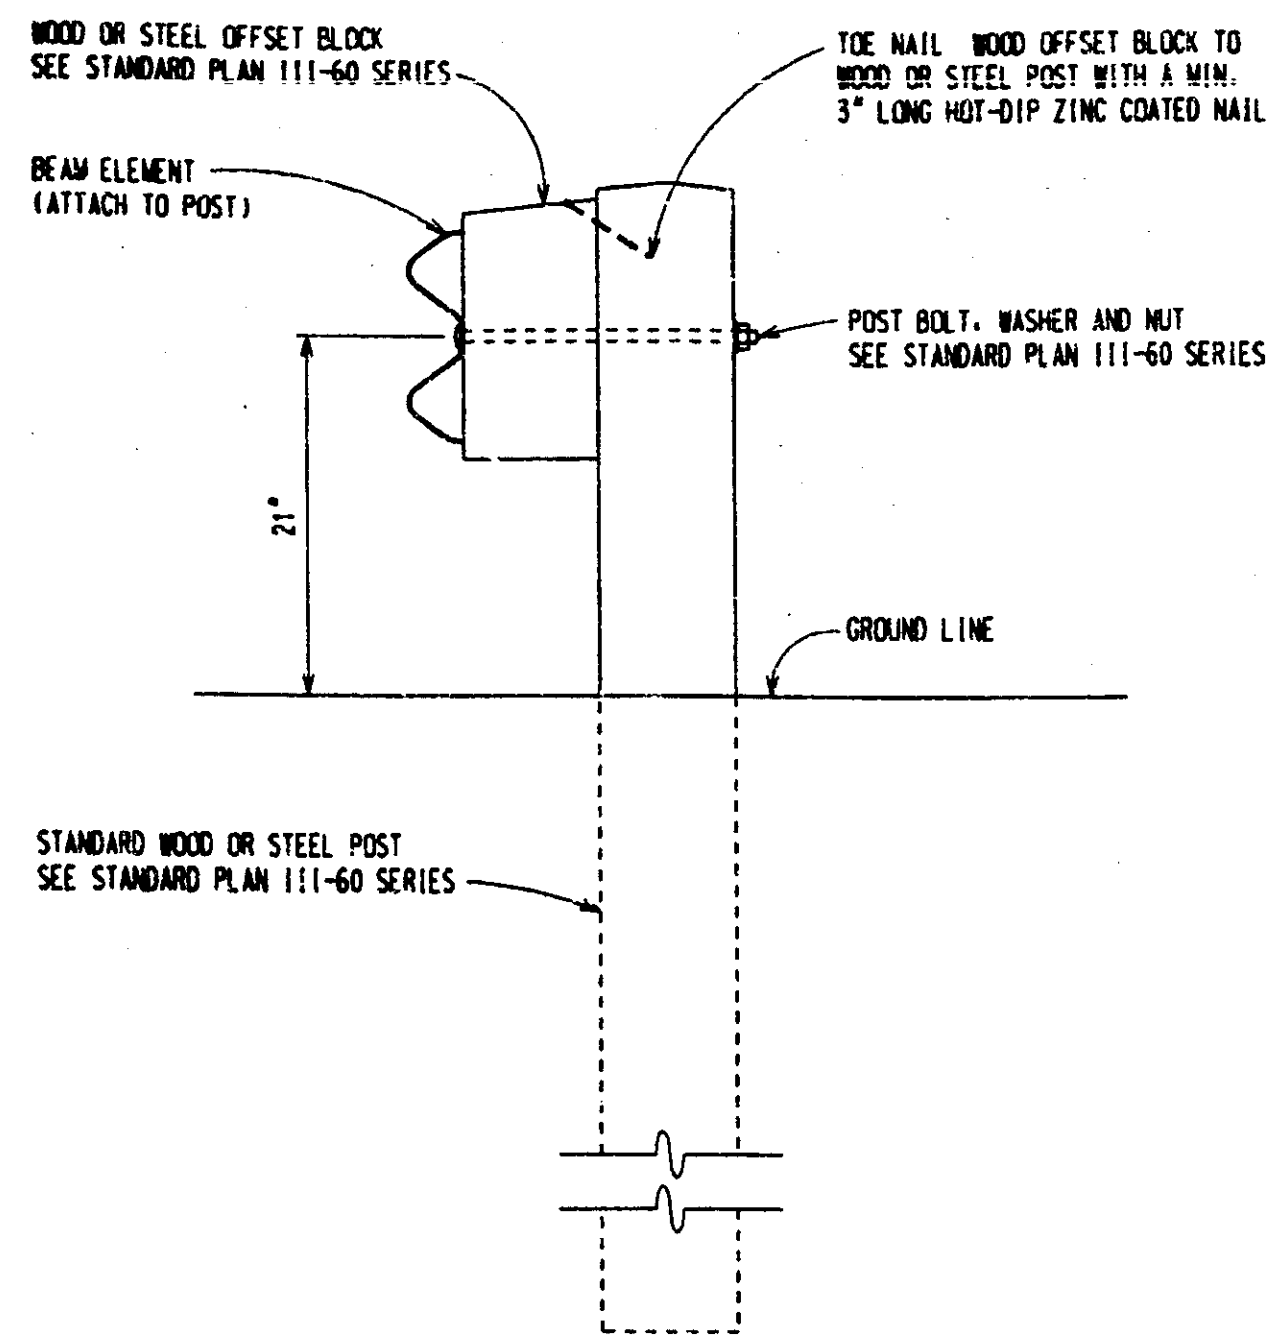 WOOD OR STEEL OFFSET BLOCK
SEE STANDARD PLAN III-60 SERIES
TOE NAIL WOOD OFFSET BLOCK TO
WOOD OR STEEL POST WITH A MIN.
3" LONG HOT-DIP ZINC COATED NAIL
BEAM ELEMENT
(ATTACH TO POST)
POST BOLT, WASHER AND NUT
SEE STANDARD PLAN III-60 SERIES
21"
GROUND LINE
STANDARD WOOD OR STEEL POST
SEE STANDARD PLAN III-60 SERIES